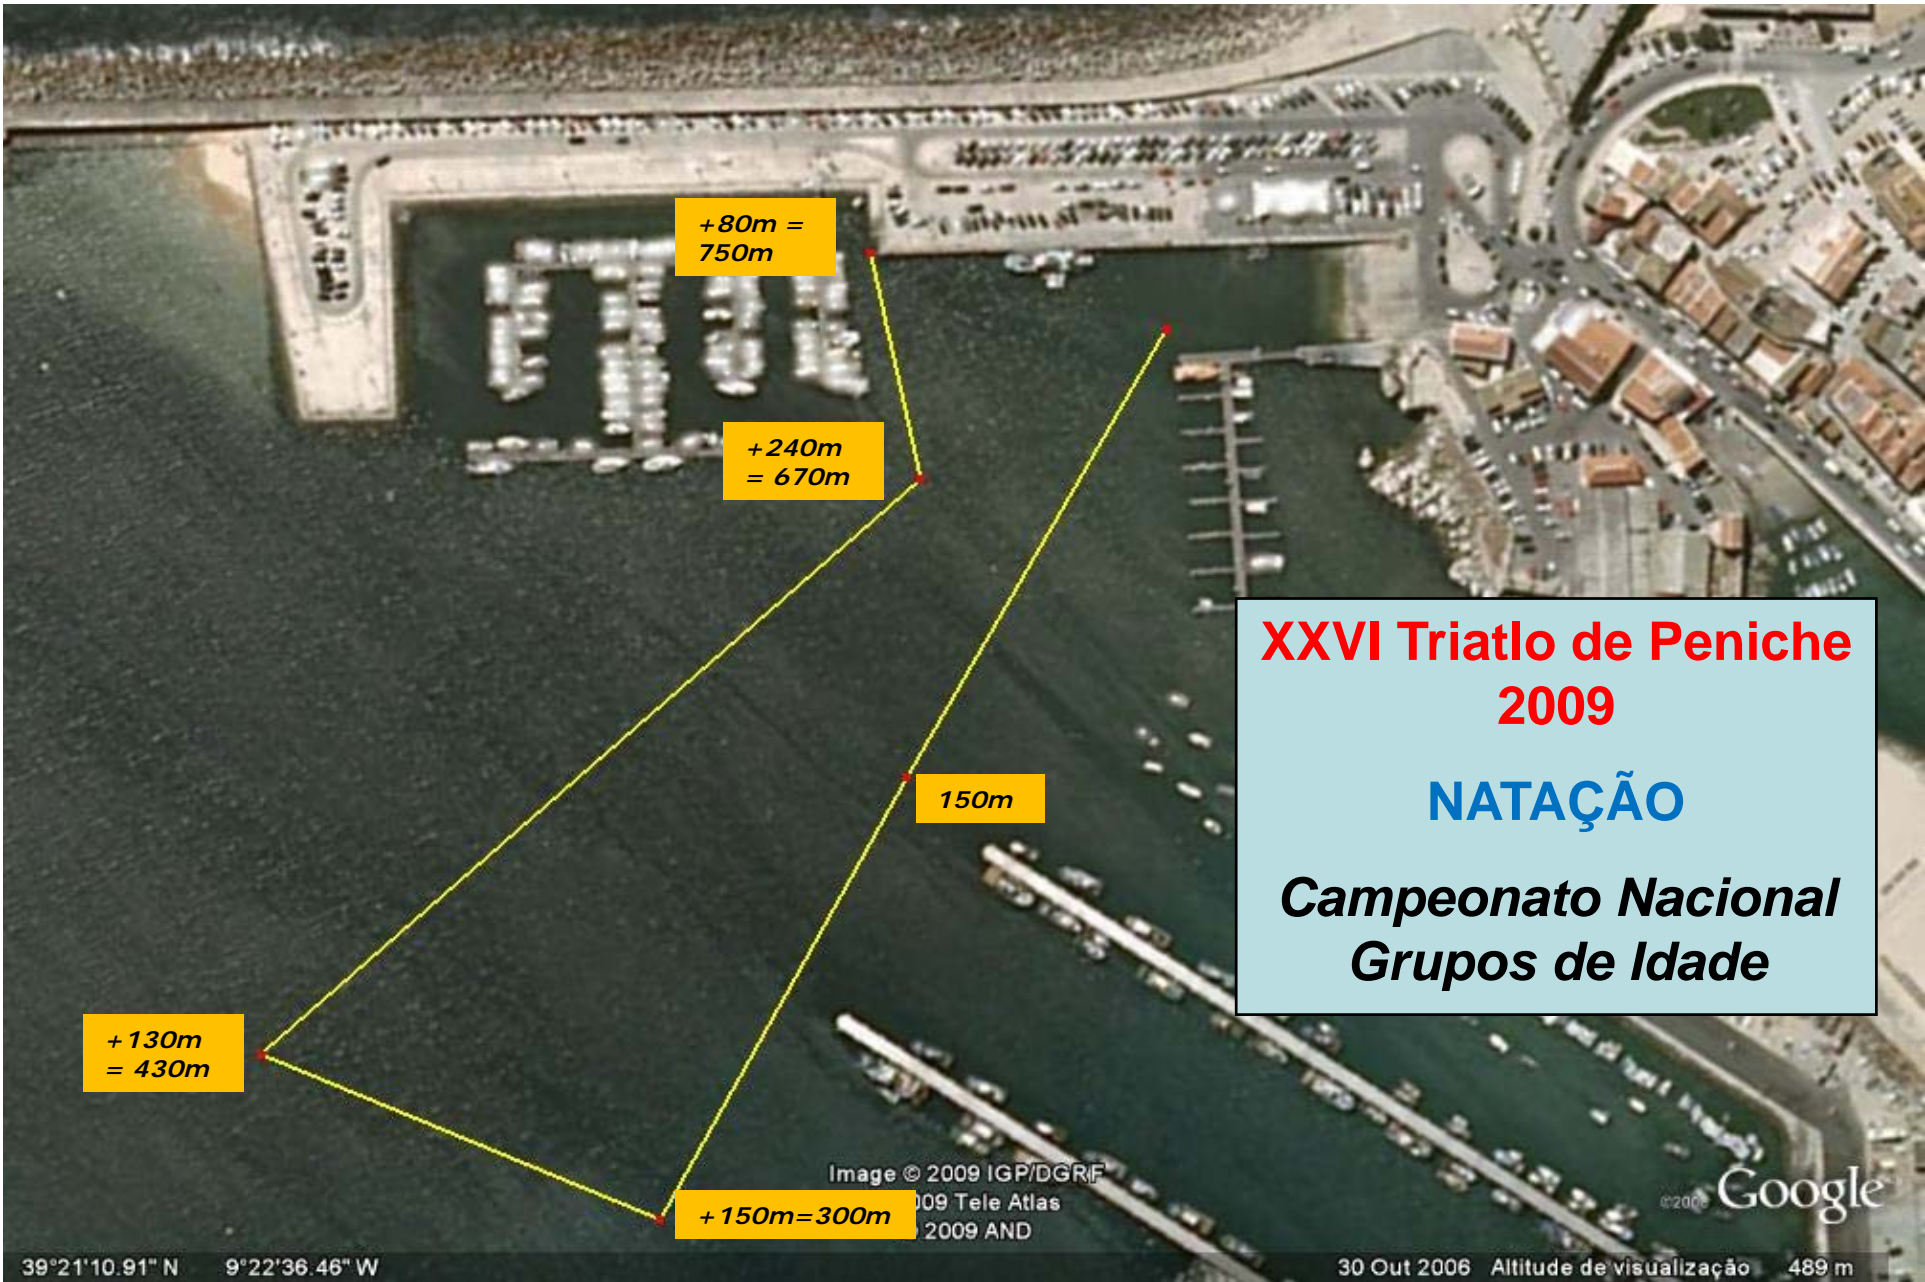 +80m =
750m
+240m
= 670m
XXVI Triatlo de Peniche
2009
NATAÇÃO
Campeonato Nacional
Grupos de Idade
150m
+130m
= 430m
+150m=300m
Image © 2009 IGP/DGRF
009 Tele Atlas
2009 AND
©2009 Google
39°21'10.91" N 9°22'36.46" W
30 Out 2006 Altitude de visualização 489 m